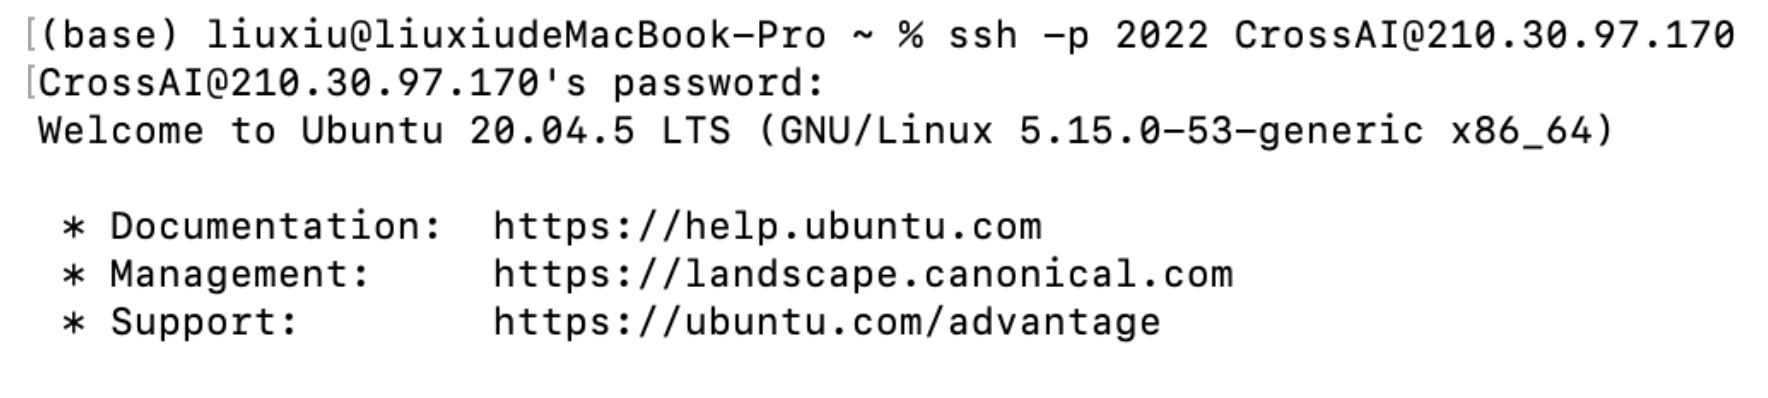 [(base) liuxiu@liuxiudeMacBook-Pro ~ % ssh -p 2022 CrossAI@210.30.97.170
[CrossAI@210.30.97.170's password:
Welcome to Ubuntu 20.04.5 LTS (GNU/Linux 5.15.0-53-generic x86_64)
* Documentation:  https://help.ubuntu.com
* Management:     https://landscape.canonical.com
* Support:        https://ubuntu.com/advantage